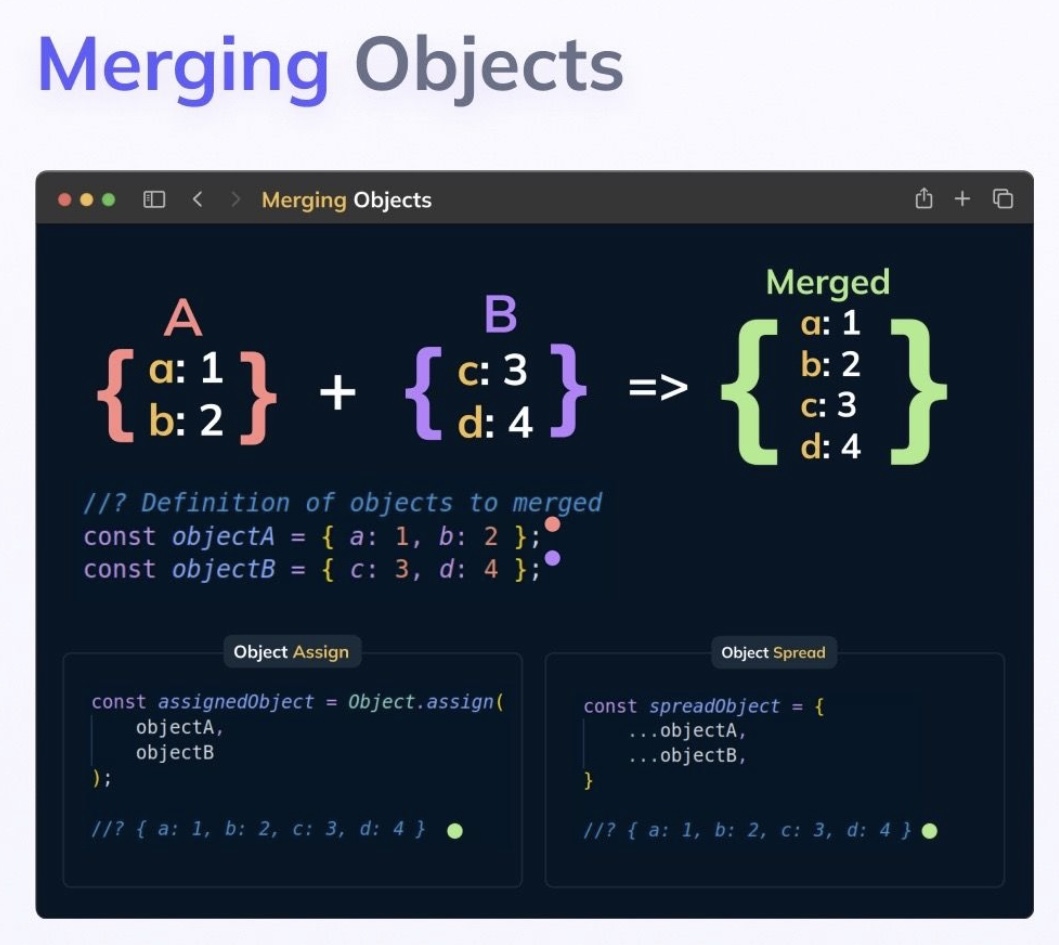 Merging Objects
Merging Objects
A
{ a: 1
b: 2 }
+
B
{ c: 3
d: 4 }
=>
Merged
{ a: 1
b: 2
c: 3
d: 4 }
//? Definition of objects to merged
const objectA = { a: 1, b: 2 };
const objectB = { c: 3, d: 4 };
Object Assign
const assignedObject = Object.assign(
    objectA,
    objectB
);
//? { a: 1, b: 2, c: 3, d: 4 }
Object Spread
const spreadObject = {
    ...objectA,
    ...objectB,
}
//? { a: 1, b: 2, c: 3, d: 4 }